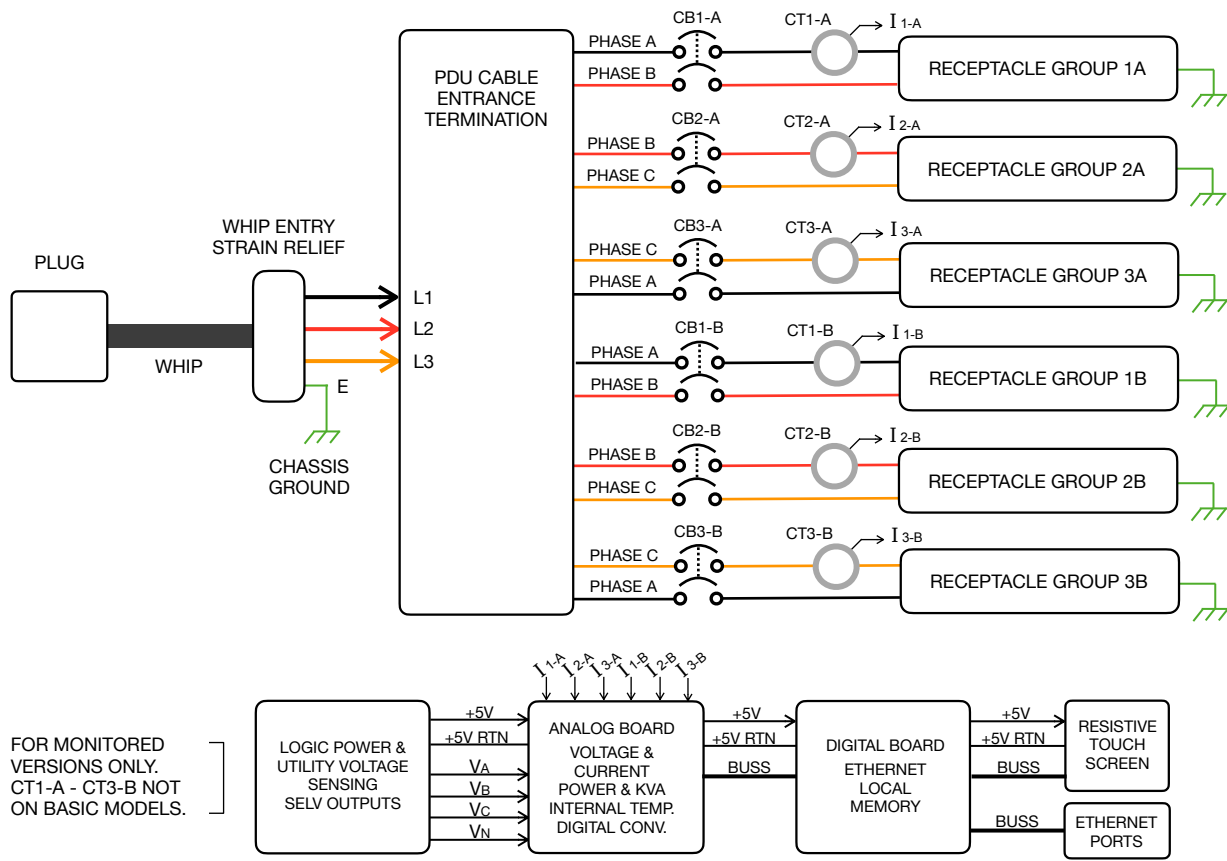 CB1-A
CT1-A
I 1-A
PHASE A
PHASE B
RECEPTACLE GROUP 1A
PDU CABLE
ENTRANCE
TERMINATION
CB2-A
CT2-A
I 2-A
PHASE B
PHASE C
RECEPTACLE GROUP 2A
CB3-A
CT3-A
I 3-A
PHASE C
PHASE A
RECEPTACLE GROUP 3A
WHIP ENTRY
STRAIN RELIEF
PLUG
WHIP
L1
L2
L3
E
CHASSIS
GROUND
CB1-B
CT1-B
I 1-B
PHASE A
PHASE B
RECEPTACLE GROUP 1B
CB2-B
CT2-B
I 2-B
PHASE B
PHASE C
RECEPTACLE GROUP 2B
CB3-B
CT3-B
I 3-B
PHASE C
PHASE A
RECEPTACLE GROUP 3B
I 1-A
I 2-A
I 3-A
I 1-B
I 2-B
I 3-B
FOR MONITORED
VERSIONS ONLY.
CT1-A - CT3-B NOT
ON BASIC MODELS.
LOGIC POWER &
UTILITY VOLTAGE
SENSING
SELV OUTPUTS
+5V
+5V RTN
VA
VB
VC
VN
ANALOG BOARD
VOLTAGE &
CURRENT
POWER & KVA
INTERNAL TEMP.
DIGITAL CONV.
+5V
+5V RTN
BUSS
DIGITAL BOARD
ETHERNET
LOCAL
MEMORY
+5V
+5V RTN
BUSS
RESISTIVE
TOUCH
SCREEN
BUSS
ETHERNET
PORTS